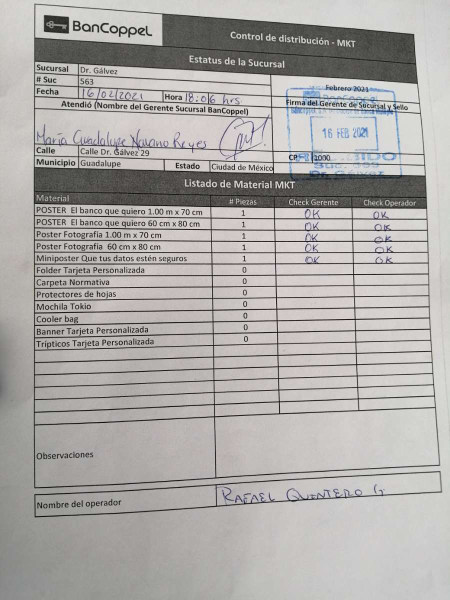 BanCoppel
Control de distribución - MKT
Estatus de la Sucursal
Sucursal Dr. Gálvez
# Suc 563 Febrero 2021
Fecha 16/02/2021 Hora 18:06 hrs
Atendió (Nombre del Gerente Sucursal BanCoppel) Firma del Gerente de Sucursal y Sello
BanCoppel
16 FEB 2021
María Guadalupe Navano Reyes
Calle Calle Dr. Gálvez 29 CP 1000
Municipio Guadalupe Estado Ciudad de México
Dr. Galvez
Listado de Material MKT
Material # Piezas Check Gerente Check Operador
POSTER El banco que quiero 1.00 m x 70 cm 1 OK OK
POSTER El banco que quiero 60 cm x 80 cm 1 OK OK
Poster Fotografía 1.00 m x 70 cm 1 OK OK
Poster Fotografía 60 cm x 80 cm 1 OK OK
Miniposter Que tus datos estén seguros 1 OK OK
Folder Tarjeta Personalizada 0
Carpeta Normativa 0
Protectores de hojas 0
Mochila Tokio 0
Cooler bag 0
Banner Tarjeta Personalizada 0
Trípticos Tarjeta Personalizada 0
Observaciones
Nombre del operador RAFAEL QUINTERO G